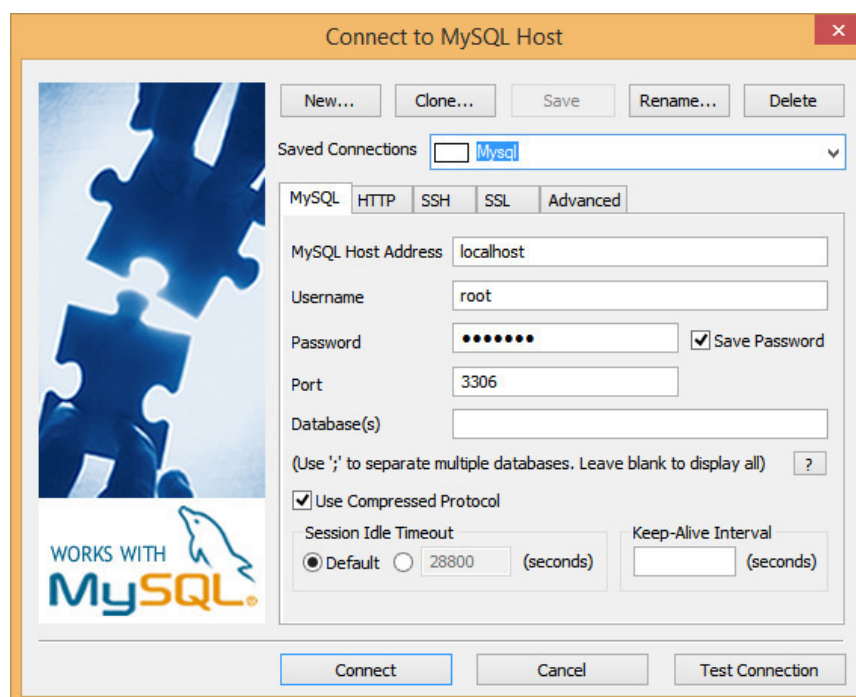 Connect to MySQL Host
New... Clone... Save Rename... Delete
Saved Connections Mysql
MySQL HTTP SSH SSL Advanced
MySQL Host Address localhost
Username root
Password ••••••• Save Password
Port 3306
Database(s)
(Use ';' to separate multiple databases. Leave blank to display all) ?
Use Compressed Protocol
Session Idle Timeout Keep-Alive Interval
Default 28800 (seconds) (seconds)
WORKS WITH
MySQL®
Connect Cancel Test Connection